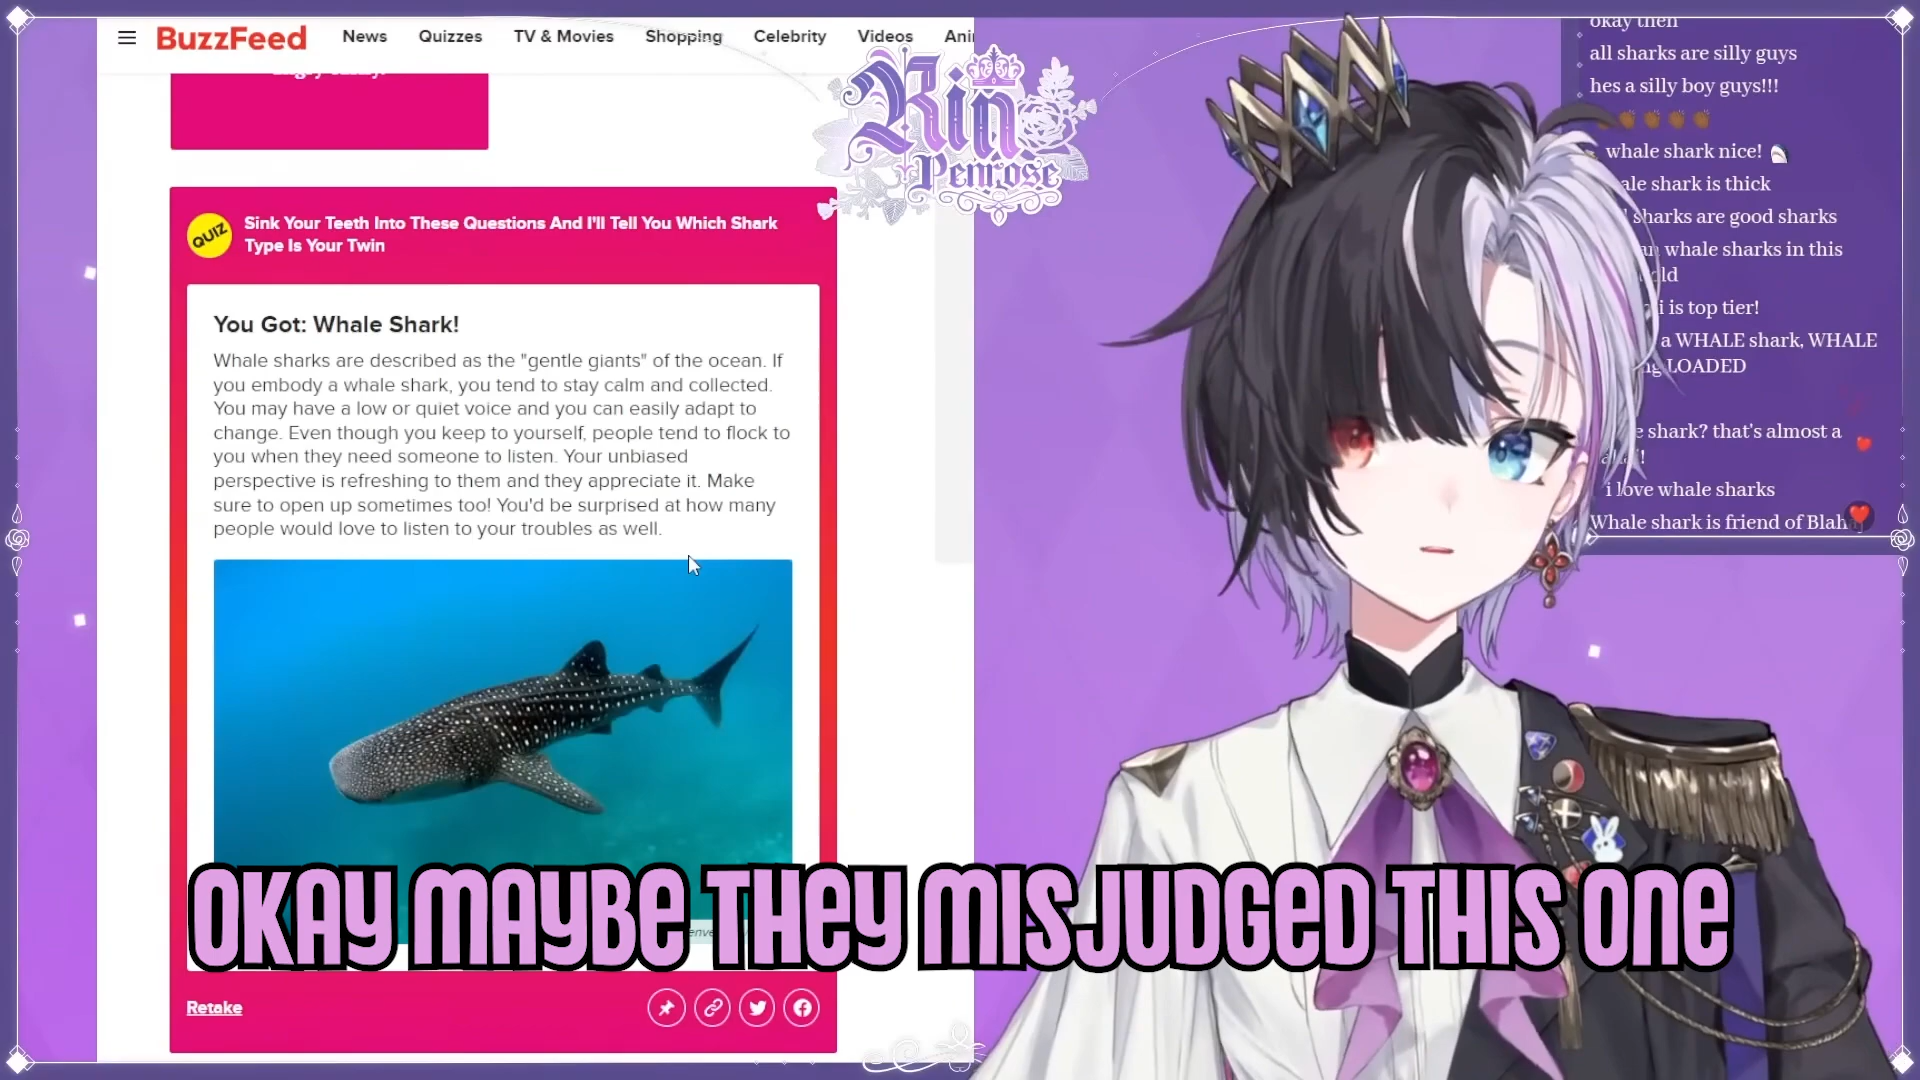 BuzzFeed
News
Quizzes
TV & Movies
Shopping
Celebrity
Videos
Rin
Penrose
QUIZ
Sink Your Teeth Into These Questions And I'll Tell You Which Shark
Type Is Your Twin
You Got: Whale Shark!
Whale sharks are described as the "gentle giants" of the ocean. If
you embody a whale shark, you tend to stay calm and collected.
You may have a low or quiet voice and you can easily adapt to
change. Even though you keep to yourself, people tend to flock to
you when they need someone to listen. Your unbiased
perspective is refreshing to them and they appreciate it. Make
sure to open up sometimes too! You'd be surprised at how many
people would love to listen to your troubles as well.
Retake
okay then
all sharks are silly guys
hes a silly boy guys!!!
whale shark nice!
shark is thick
sharks are good sharks
whale sharks in this
is top tier!
a WHALE shark, WHALE
LOADED
shark? that's almost a
i love whale sharks
Whale shark is friend of
OKAY MAYBE THEY MISJUDGED THIS ONE